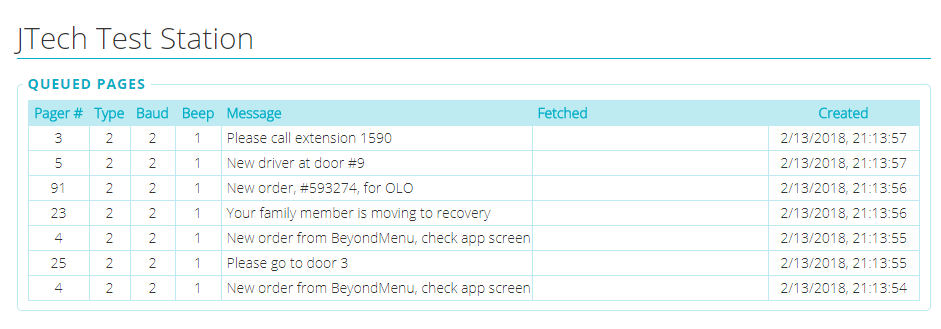 JTech Test Station
QUEUED PAGES
Pager # Type Baud Beep Message Fetched Created
3 2 2 1 Please call extension 1590 2/13/2018, 21:13:57
5 2 2 1 New driver at door #9 2/13/2018, 21:13:57
91 2 2 1 New order, #593274, for OLO 2/13/2018, 21:13:56
23 2 2 1 Your family member is moving to recovery 2/13/2018, 21:13:56
4 2 2 1 New order from BeyondMenu, check app screen 2/13/2018, 21:13:55
25 2 2 1 Please go to door 3 2/13/2018, 21:13:55
4 2 2 1 New order from BeyondMenu, check app screen 2/13/2018, 21:13:54